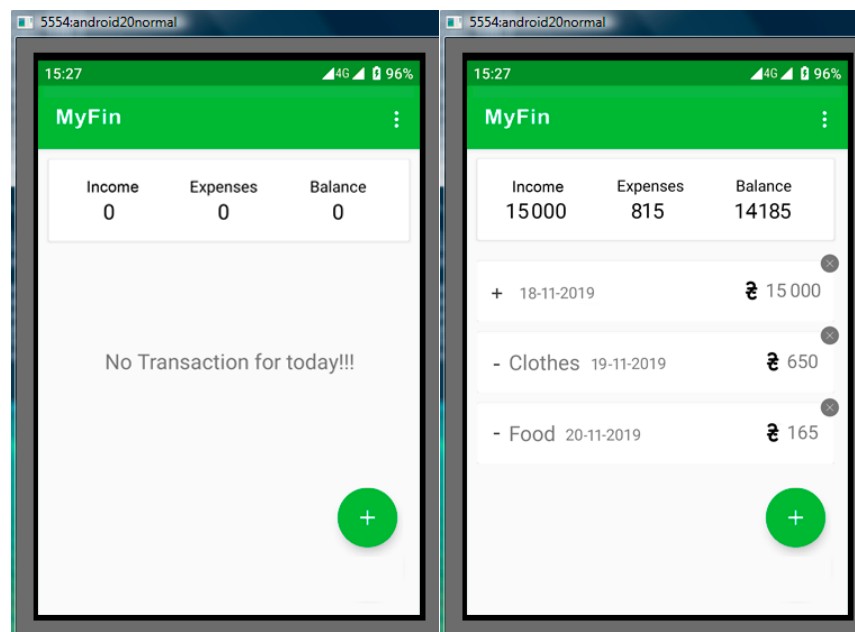 5554:android20normal
15:27 4G 96%
MyFin
Income Expenses Balance
0 0 0
No Transaction for today!!!
+
5554:android20normal
15:27 4G 96%
MyFin
Income Expenses Balance
15000 815 14185
+ 18-11-2019 ₴ 15000
- Clothes 19-11-2019 ₴ 650
- Food 20-11-2019 ₴ 165
+